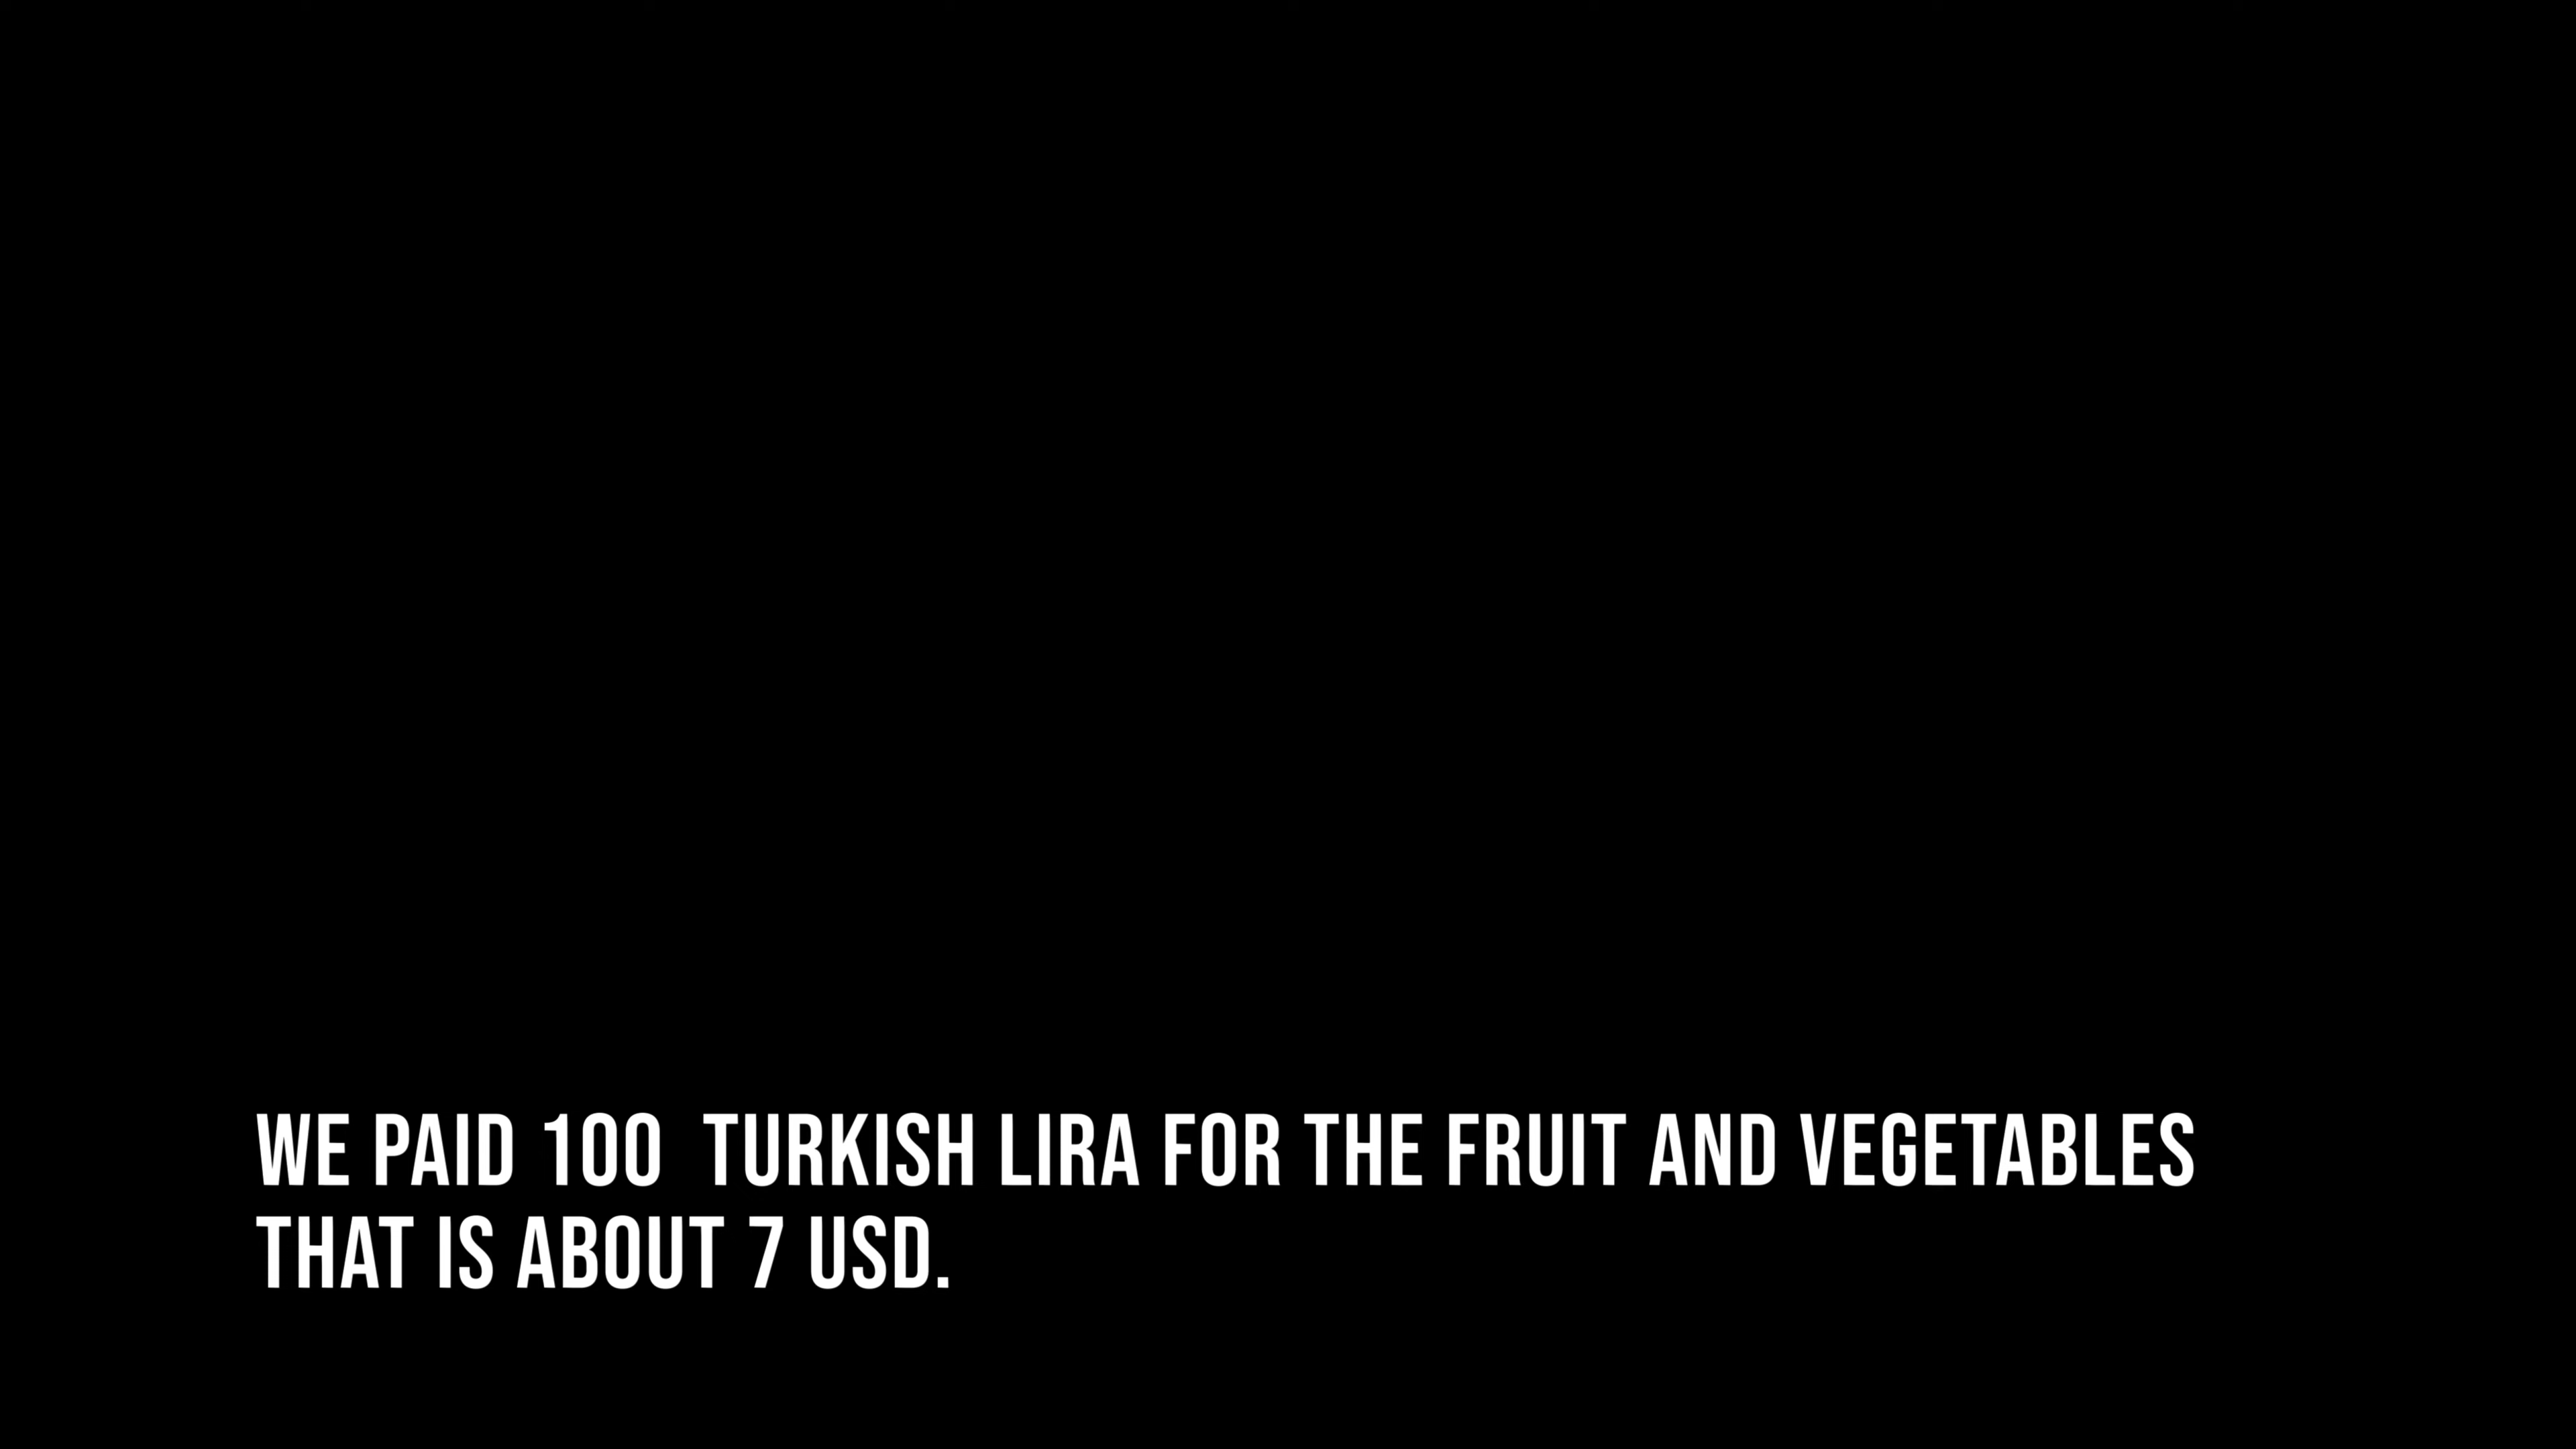 WE PAID 100  TURKISH LIRA FOR THE FRUIT AND VEGETABLES
THAT IS ABOUT 7 USD.